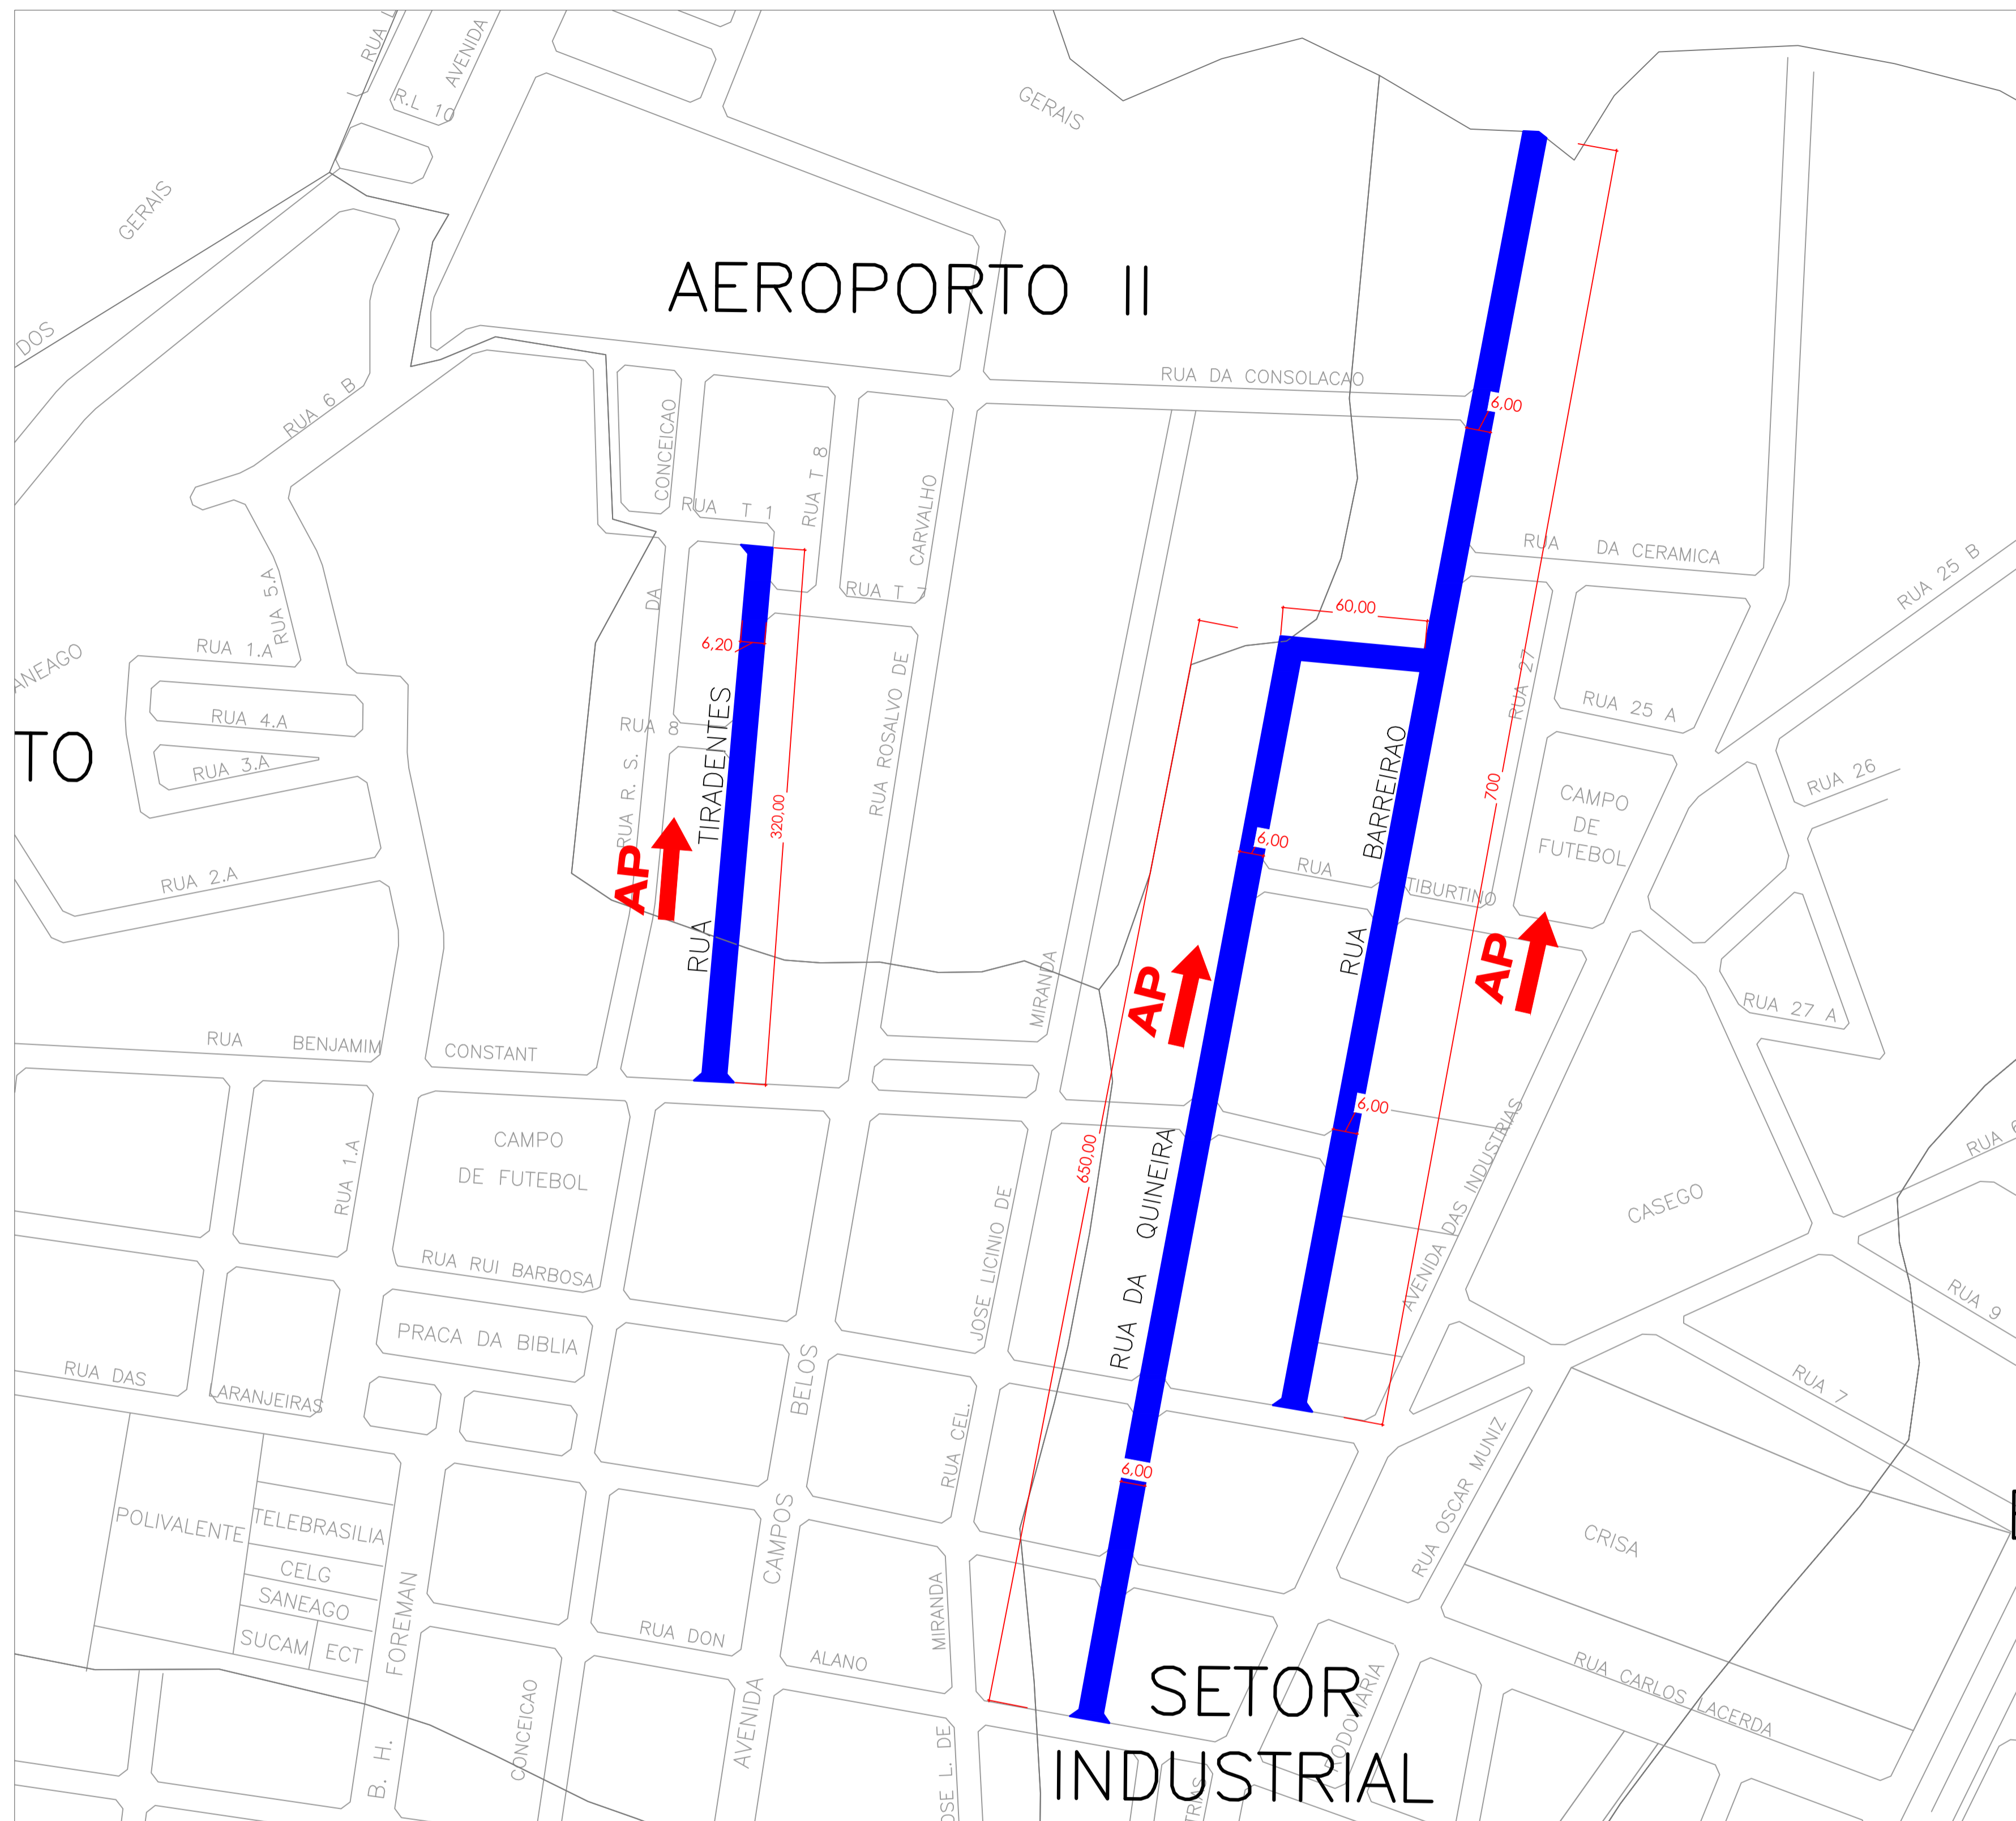 RUA
AVENIDA
R.L 10
GERAIS
GERAIS
DOS
AEROPORTO II
RUA DA CONSOLACAO
6,00
RUA 6 B
CONCEICAO
RUA T 1
RUA T 8
CARVALHO
RUA T 7
RUA DA CERAMICA
RUA 25 B
RUA 5.A
DA
60,00
6,20
RUA 1.A
RUA 4.A
RUA 3.A
RUA 2.A
TO
RUA 8
RUA R. S.
RUA TIRADENTES
320,00
RUA ROSALVO DE
RUA 27
RUA 25 A
RUA 26
CAMPO
DE
FUTEBOL
RUA BARREIRAO
700
6,00
RUA TIBURTINO
AP
AP
AP
MIRANDA
RUA 27 A
RUA BENJAMIM CONSTANT
CAMPO
DE FUTEBOL
RUA 1.A
650,00
6,00
RUA DA QUINEIRA
AVENIDA DAS INDUSTRIAS
CASEGO
RUA 9
RUA 7
RUA RUI BARBOSA
PRACA DA BIBLIA
RUA DAS LARANJEIRAS
JOSE LICINIO DE
BELOS
RUA CEL.
6,00
RUA OSCAR MUNIZ
CRISA
POLIVALENTE
TELEBRASILIA
CELG
SANEAGO
SUCAM
ECT
FOREMAN
CAMPOS
RUA DON ALANO
MIRANDA
SETOR
INDUSTRIAL
RUA CARLOS LACERDA
RODOVIARIA
B. H.
CONCEICAO
AVENIDA